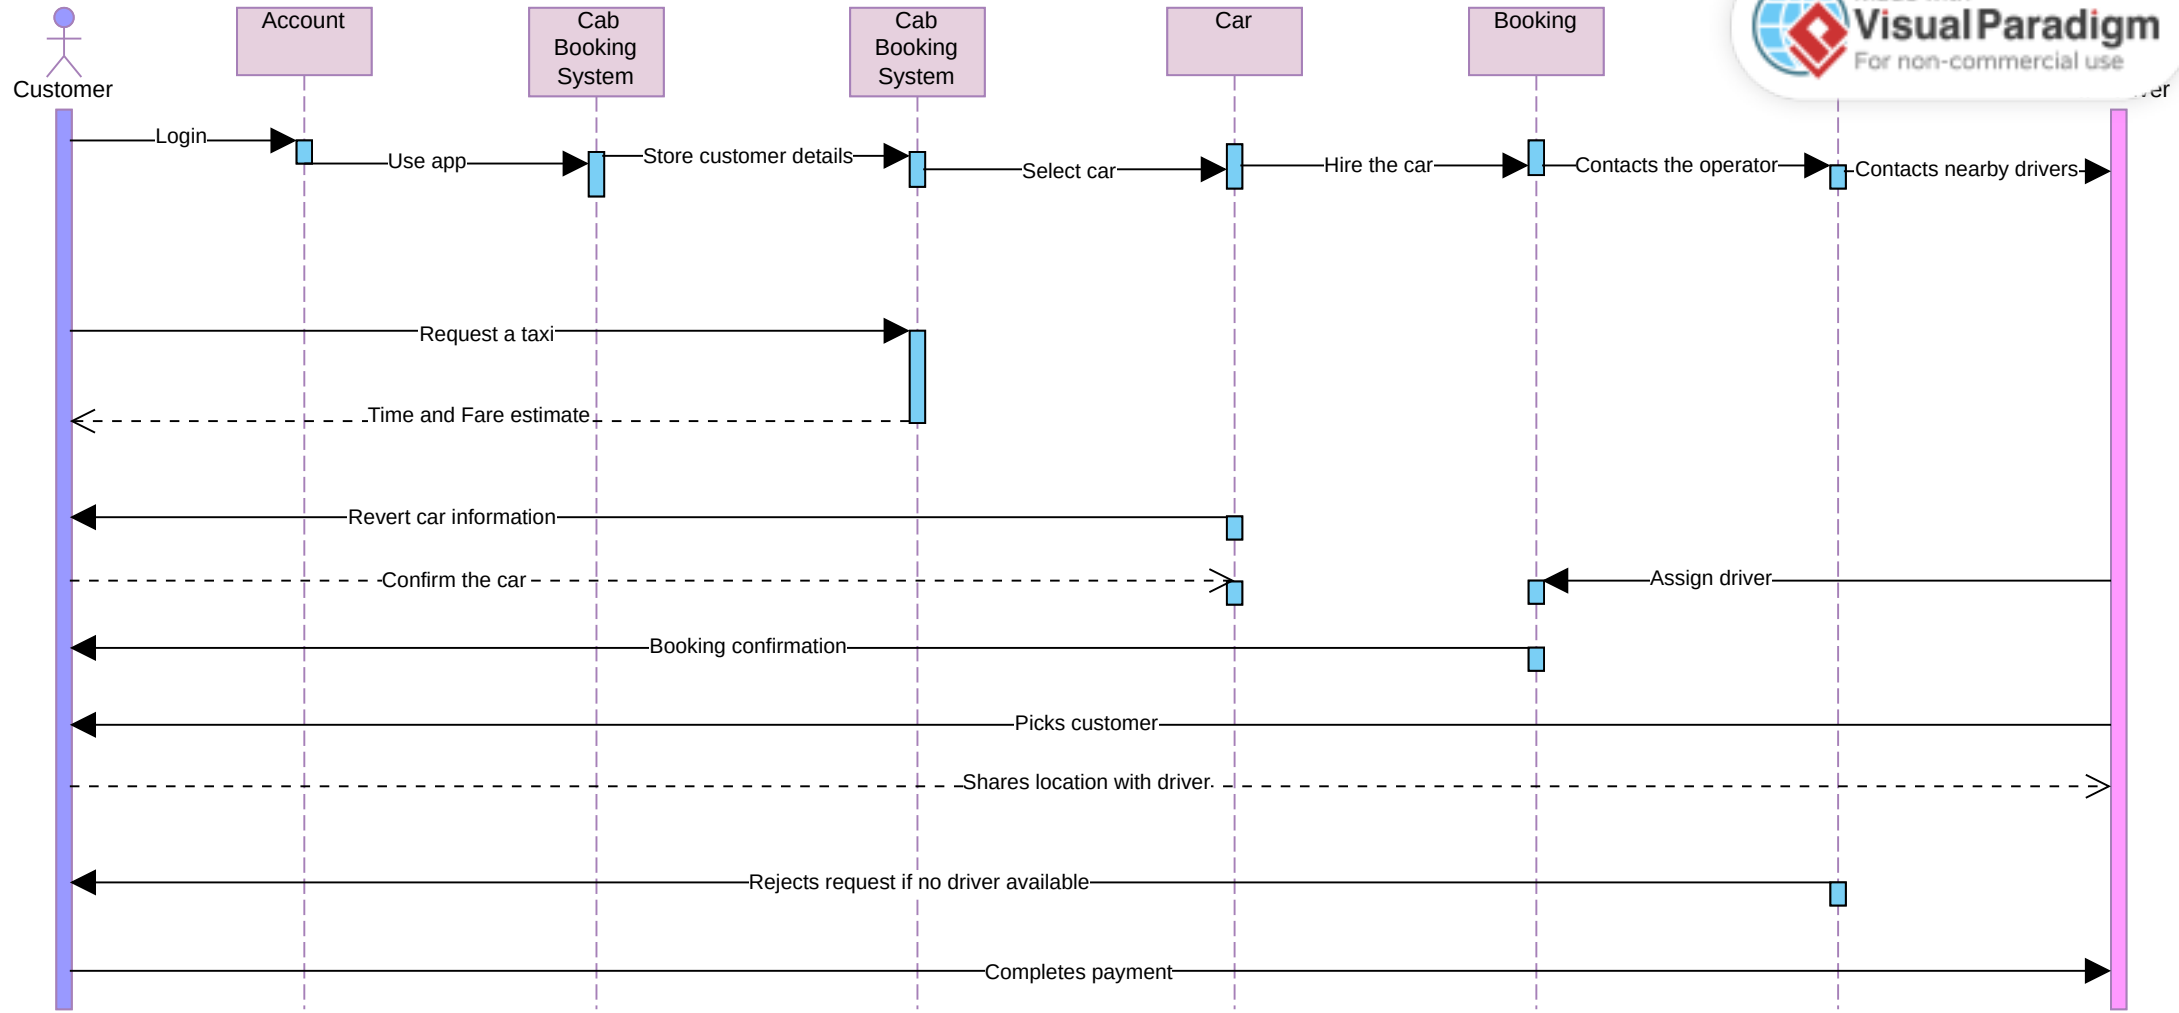 Account
Cab
Booking
System
Cab
Booking
System
Car
Booking
Visual Paradigm
For non-commercial use
Customer
Login
Use app
Store customer details
Select car
Hire the car
Contacts the operator
Contacts nearby drivers
Request a taxi
Time and Fare estimate
Revert car information
Confirm the car
Assign driver
Booking confirmation
Picks customer
Shares location with driver
Rejects request if no driver available
Completes payment